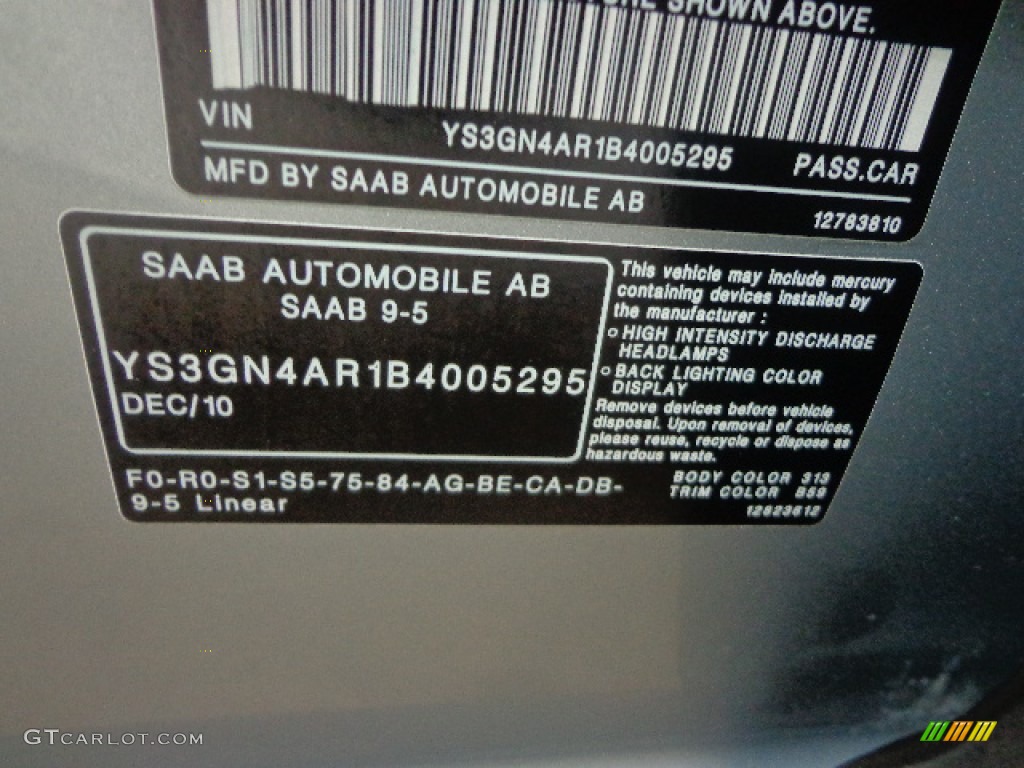 SHOWN ABOVE.
VIN
YS3GN4AR1B4005295
PASS.CAR
MFD BY SAAB AUTOMOBILE AB
12783810
SAAB AUTOMOBILE AB
SAAB 9-5
YS3GN4AR1B4005295
DEC/10
This vehicle may include mercury
containing devices installed by
the manufacturer :
o HIGH INTENSITY DISCHARGE
HEADLAMPS
o BACK LIGHTING COLOR
DISPLAY
Remove devices before vehicle
disposal. Upon removal of devices,
please reuse, recycle or dispose as
hazardous waste.
F0-R0-S1-S5-75-84-AG-BE-CA-DB-
9-5 Linear
BODY COLOR 313
TRIM COLOR B59
12823612
GTCARLOT.COM